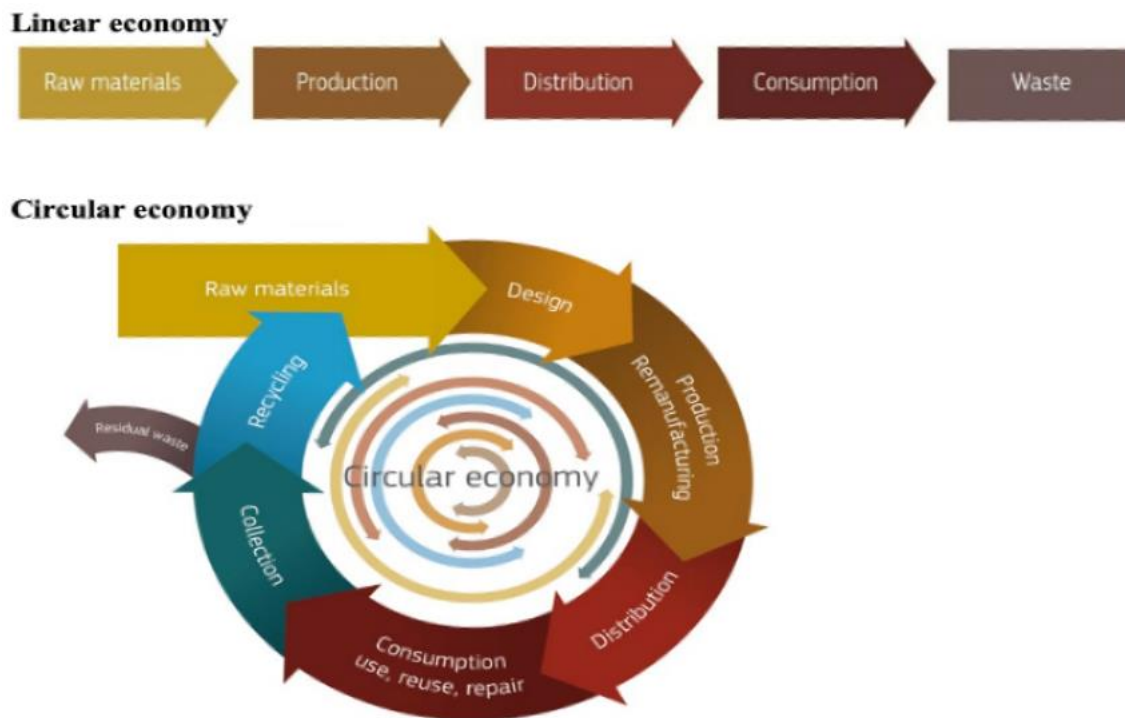 Linear economy
Raw materials
Production
Distribution
Consumption
Waste
Circular economy
Raw materials
Design
Production
Remanufacturing
Recycling
Residual waste
Circular economy
Collection
Distribution
Consumption
use, reuse, repair